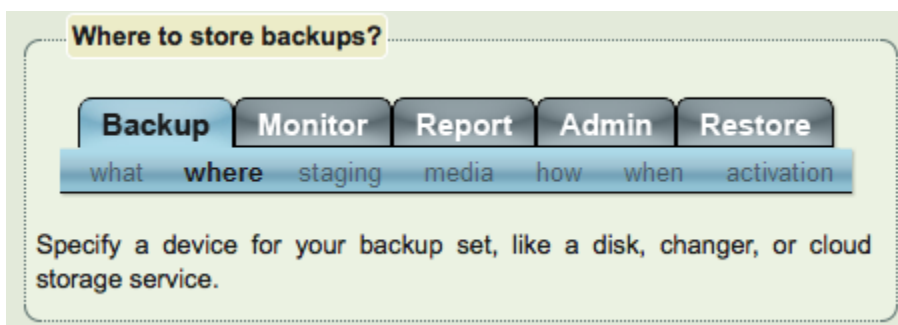 Where to store backups?
Backup Monitor Report Admin Restore
what where staging media how when activation
Specify a device for your backup set, like a disk, changer, or cloud
storage service.